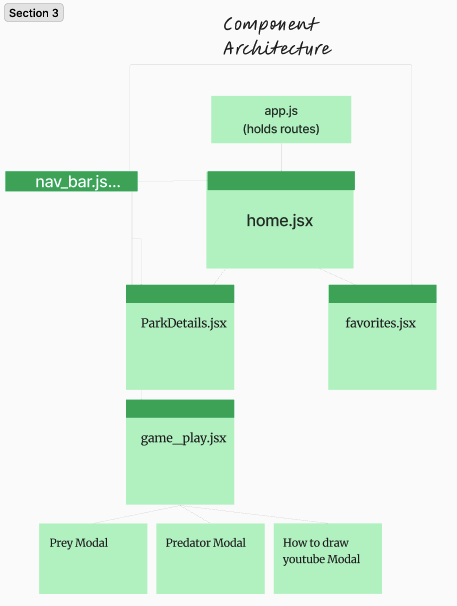 Section 3
Component
Architecture
app.js
(holds routes)
nav_bar.js...
home.jsx
ParkDetails.jsx
favorites.jsx
game_play.jsx
Prey Modal
Predator Modal
How to draw
youtube Modal